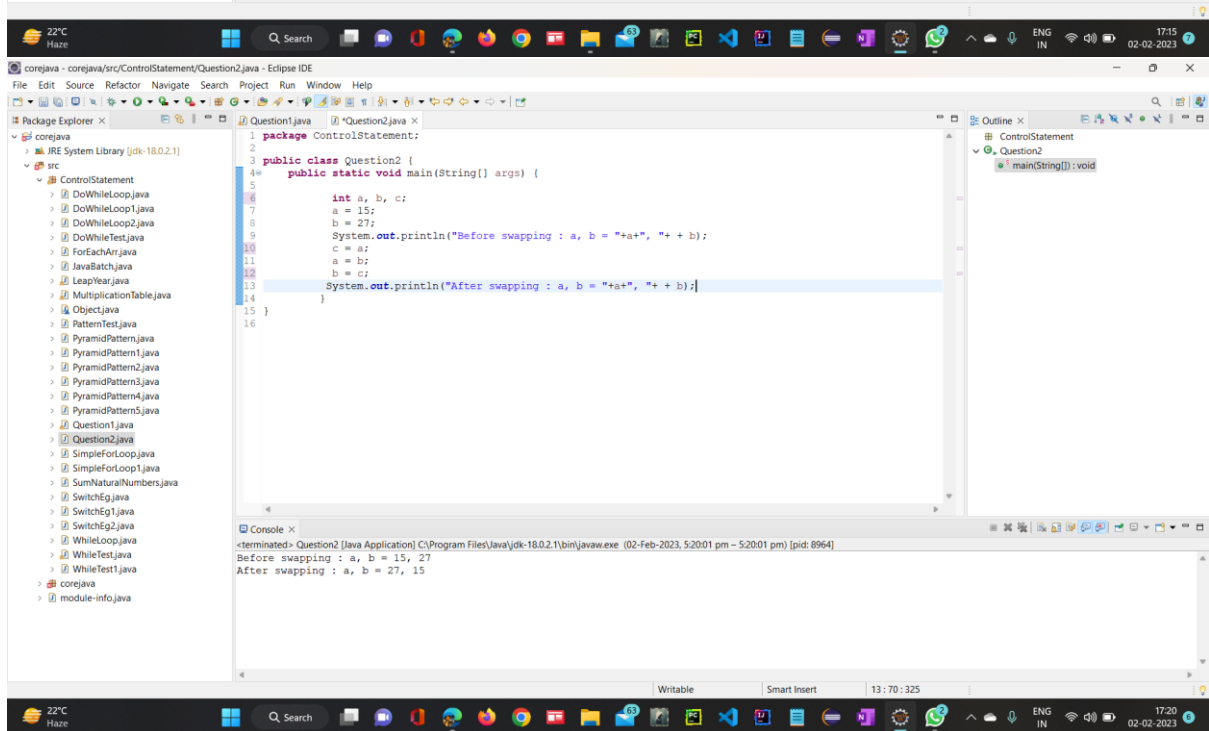 22°C
Haze
Search
63
ENG
IN
17:15
02-02-2023
7
corejava - corejava/src/ControlStatement/Question2.java - Eclipse IDE
File Edit Source Refactor Navigate Search Project Run Window Help
Package Explorer
corejava
JRE System Library [jdk-18.0.2.1]
src
ControlStatement
DoWhileLoop.java
DoWhileLoop1.java
DoWhileLoop2.java
DoWhileTest.java
ForEachArr.java
JavaBatch.java
LeapYear.java
MultiplicationTable.java
Object.java
PatternTest.java
PyramidPattern.java
PyramidPattern1.java
PyramidPattern2.java
PyramidPattern3.java
PyramidPattern4.java
PyramidPattern5.java
Question1.java
Question2.java
SimpleForLoop.java
SimpleForLoop1.java
SumNaturalNumbers.java
SwitchEg.java
SwitchEg1.java
SwitchEg2.java
WhileLoop.java
WhileTest.java
WhileTest1.java
corejava
module-info.java
Question1.java *Question2.java
1 package ControlStatement;
2
3 public class Question2 {
4 public static void main(String[] args) {
5
6 int a, b, c;
7 a = 15;
8 b = 27;
9 System.out.println("Before swapping : a, b = "+a+", "+ + b);
10 c = a;
11 a = b;
12 b = c;
13 System.out.println("After swapping : a, b = "+a+", "+ + b);
14 }
15 }
16
Outline
ControlStatement
Question2
main(String[]) : void
Console
<terminated> Question2 [Java Application] C:\Program Files\Java\jdk-18.0.2.1\bin\javaw.exe (02-Feb-2023, 5:20:01 pm – 5:20:01 pm) [pid: 8964]
Before swapping : a, b = 15, 27
After swapping : a, b = 27, 15
Writable Smart Insert 13 : 70 : 325
22°C
Haze
Search
63
ENG
IN
17:20
02-02-2023
6